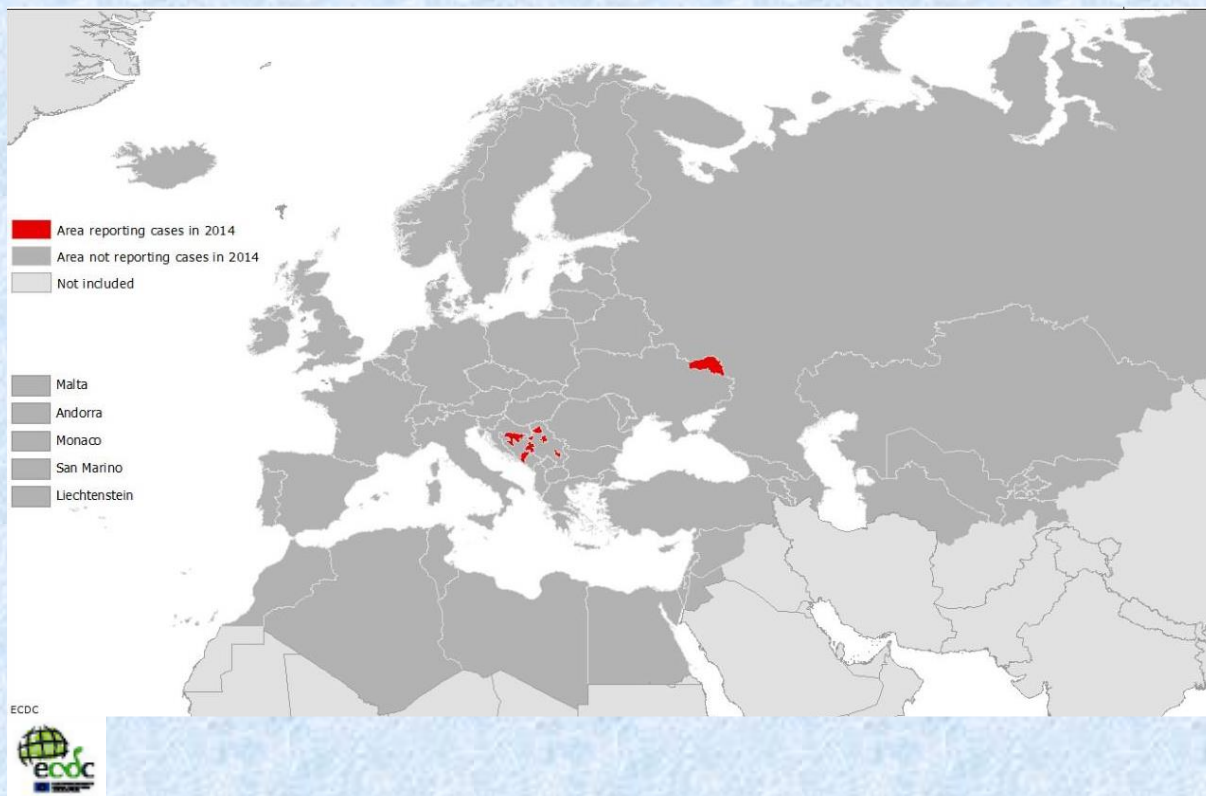 Area reporting cases in 2014
Area not reporting cases in 2014
Not included
Malta
Andorra
Monaco
San Marino
Liechtenstein
ECDC
ecdc